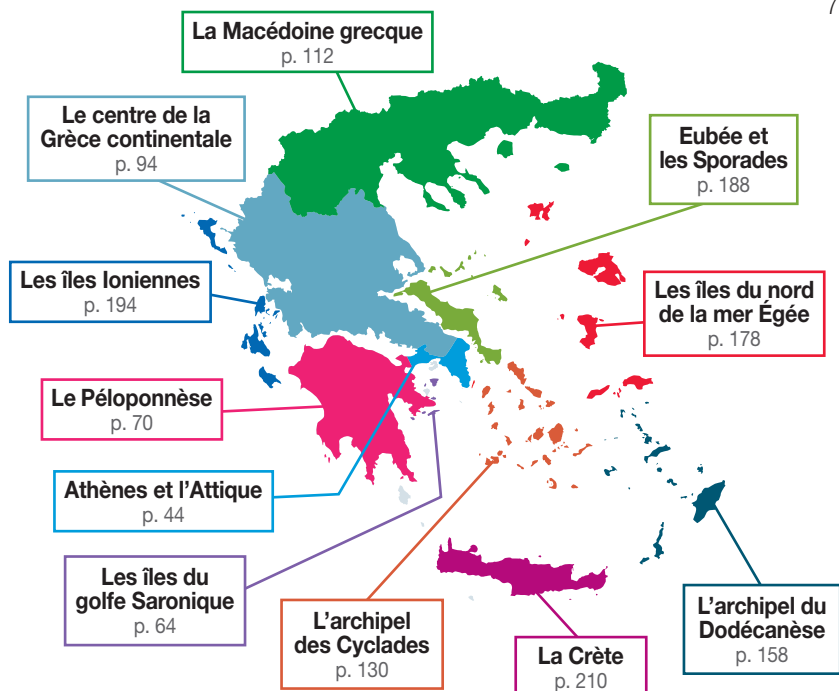 7
La Macédoine grecque
p. 112
Le centre de la
Grèce continentale
p. 94
Eubée et
les Sporades
p. 188
Les îles Ioniennes
p. 194
Les îles du nord
de la mer Égée
p. 178
Le Péloponnèse
p. 70
Athènes et l'Attique
p. 44
Les îles du
golfe Saronique
p. 64
L'archipel
des Cyclades
p. 130
La Crète
p. 210
L'archipel du
Dodécanèse
p. 158